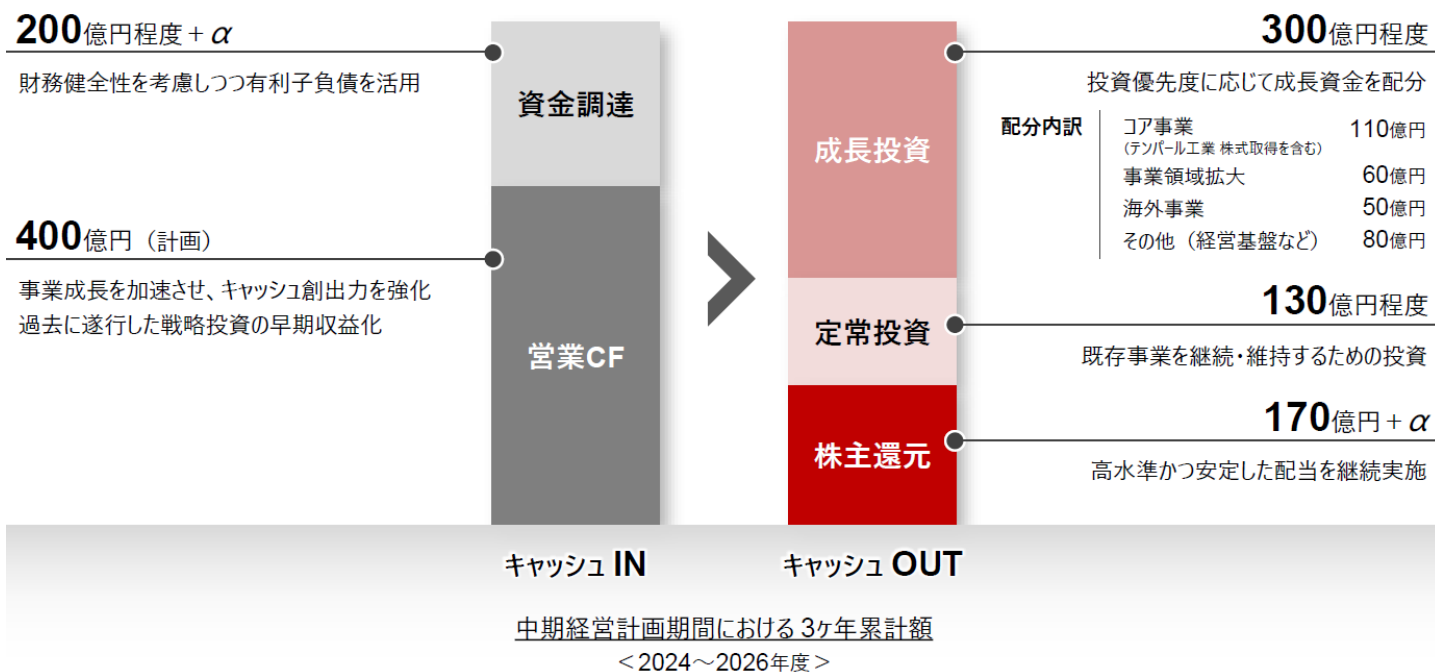 200億円程度 + α
財務健全性を考慮しつつ有利子負債を活用
400億円（計画）
事業成長を加速させ、キャッシュ創出力を強化
過去に遂行した戦略投資の早期収益化
資金調達
営業CF
成長投資
定常投資
株主還元
300億円程度
投資優先度に応じて成長資金を配分
配分内訳
コア事業 110億円
(テンパール工業 株式取得を含む)
事業領域拡大 60億円
海外事業 50億円
その他（経営基盤など） 80億円
130億円程度
既存事業を継続・維持するための投資
170億円 + α
高水準かつ安定した配当を継続実施
キャッシュ IN
キャッシュ OUT
中期経営計画期間における 3ヶ年累計額
＜2024～2026年度＞